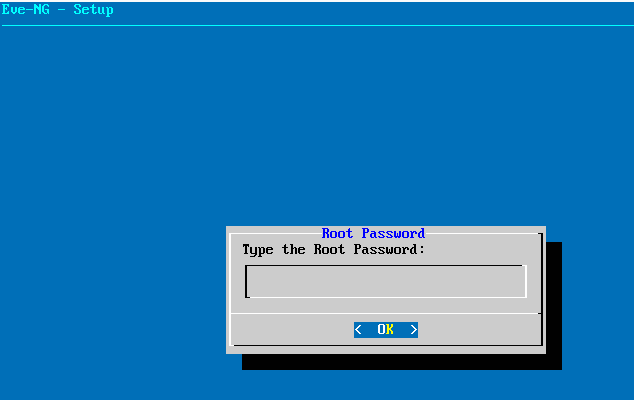 Eve-NG - Setup
Root Password
Type the Root Password:
< OK >